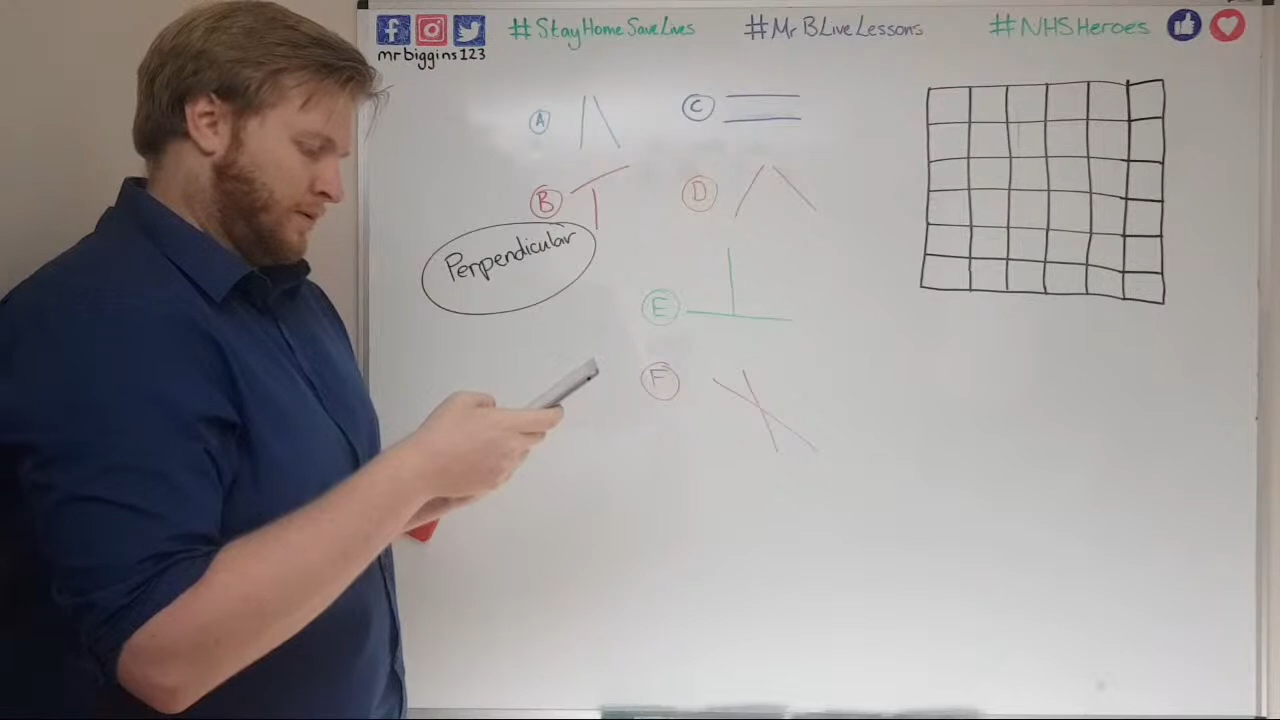 #StayHomeSaveLives #MrBLiveLessons #NHSHeroes
mrbiggins123
A
C
B
D
Perpendicular
E
F